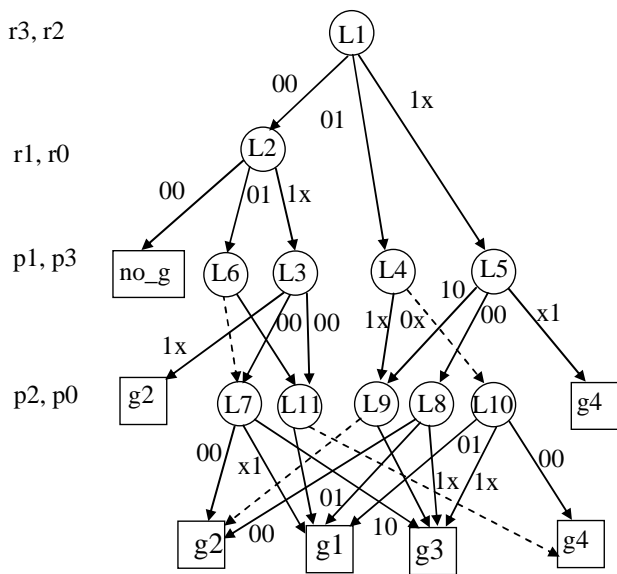 r3, r2
L1
00
01
1x
r1, r0
L2
00
01
1x
p1, p3
no_g
L6
L3
L4
L5
1x
00
00
1x
0x
10
00
x1
p2, p0
g2
L7
L11
L9
L8
L10
g4
00
x1
00
01
10
1x
01
1x
00
g2
g1
g3
g4